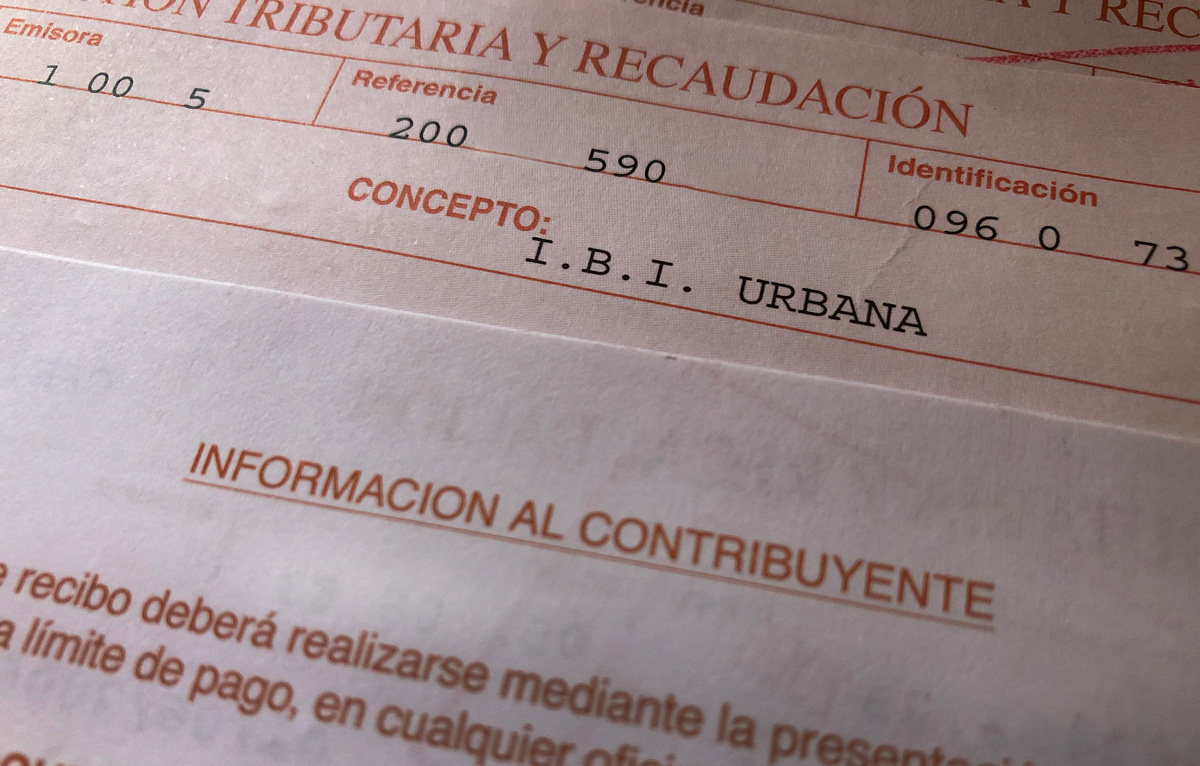 TRIBUTARIA Y RECAUDACIÓN
Emisora
Referencia
Identificación
1 00 5
200 590
096 0 73
CONCEPTO:
I.B.I. URBANA
INFORMACION AL CONTRIBUYENTE
recibo deberá realizarse mediante la
límite de pago, en cualquier